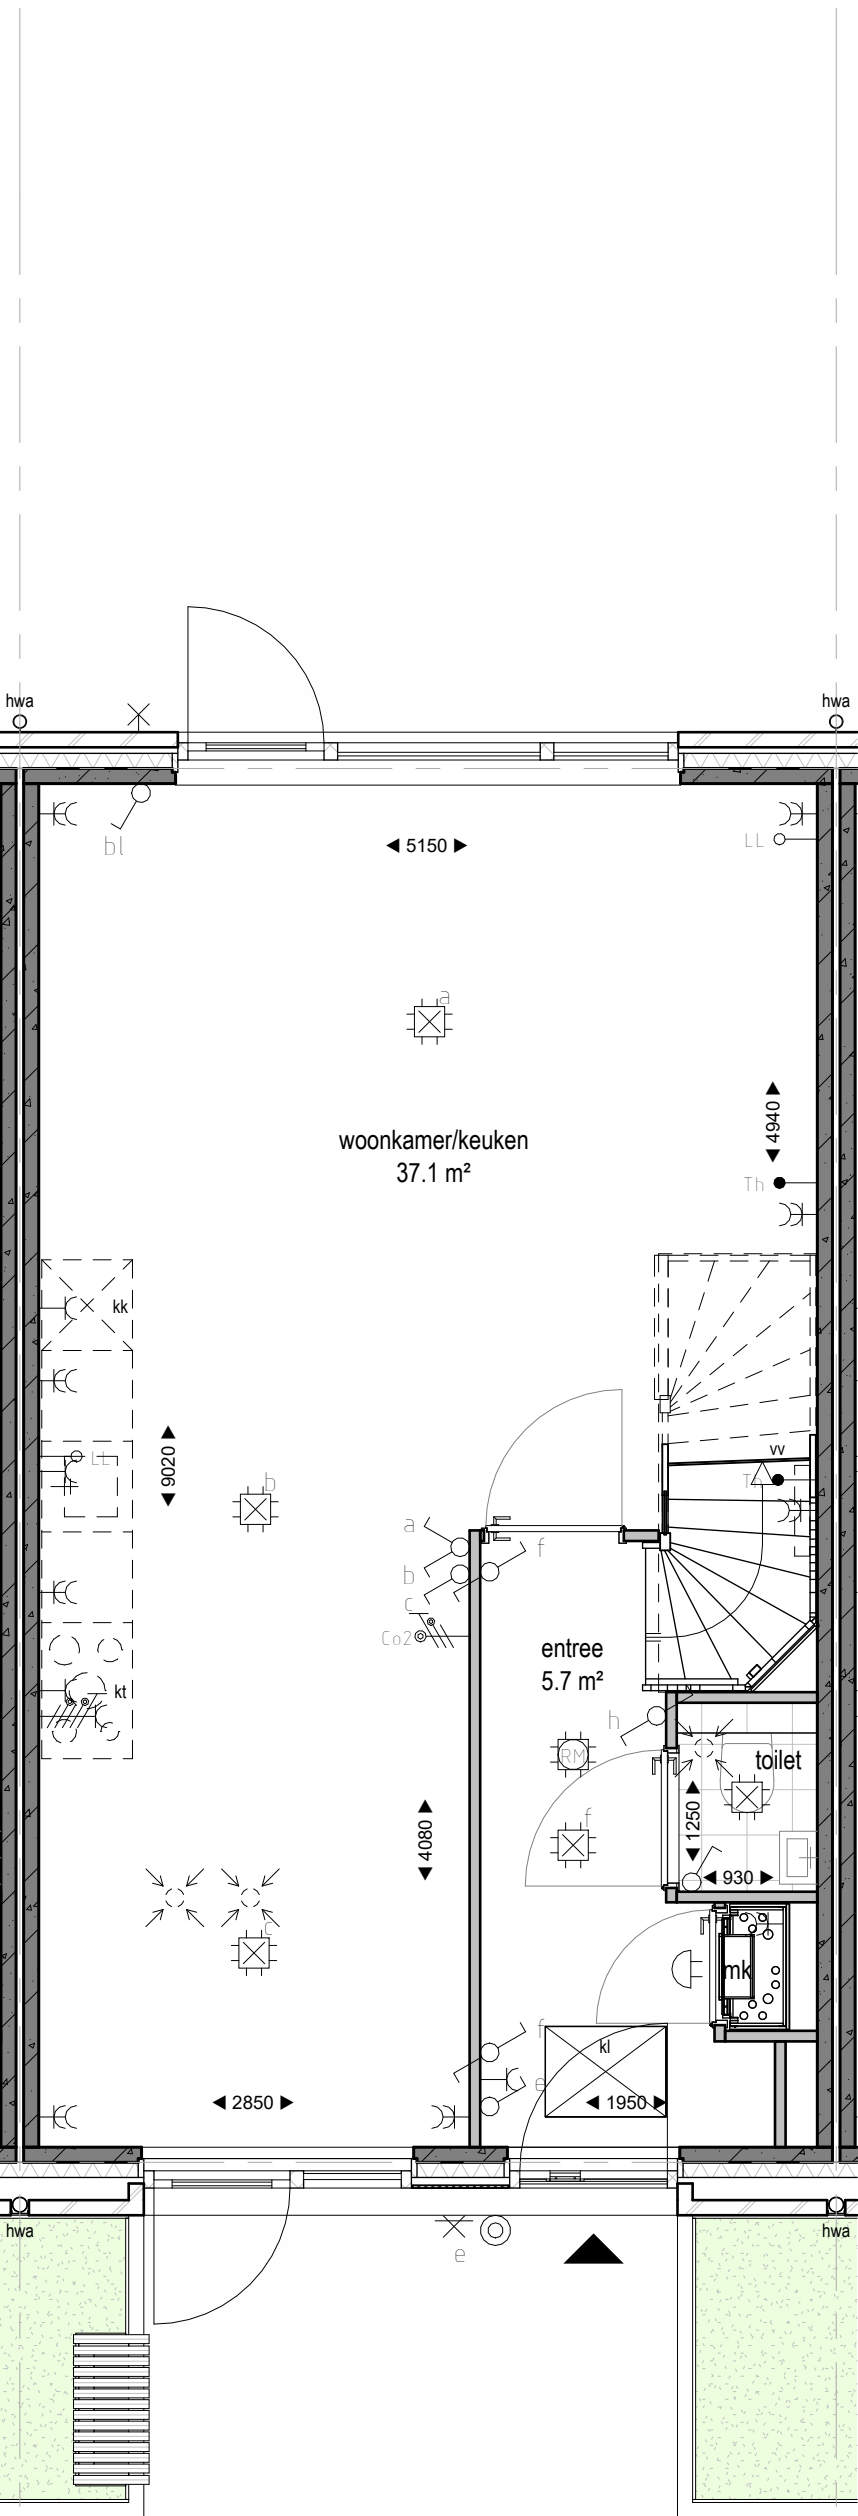 hwa
hwa
bl
5150
LL
a
4940
woonkamer/keuken
37.1 m²
Th
kk
vv
9020
LL
Th
b
a
f
b
c
Co2
entree
5.7 m²
kt
h
RM
toilet
1250
f
4080
930
c
mk
f
kl
e
2850
1950
hwa
hwa
e